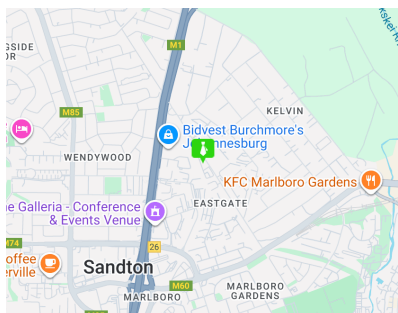 GSIDE
OR
M1
M85
KELVIN
Bidvest Burchmore's
Johannesburg
WENDYWOOD
KFC Marlboro Gardens
e Galleria - Conference
& Events Venue
EASTGATE
M74
26
offee
erville
Sandton
M60
MARLBORO
MARLBORO
GARDENS